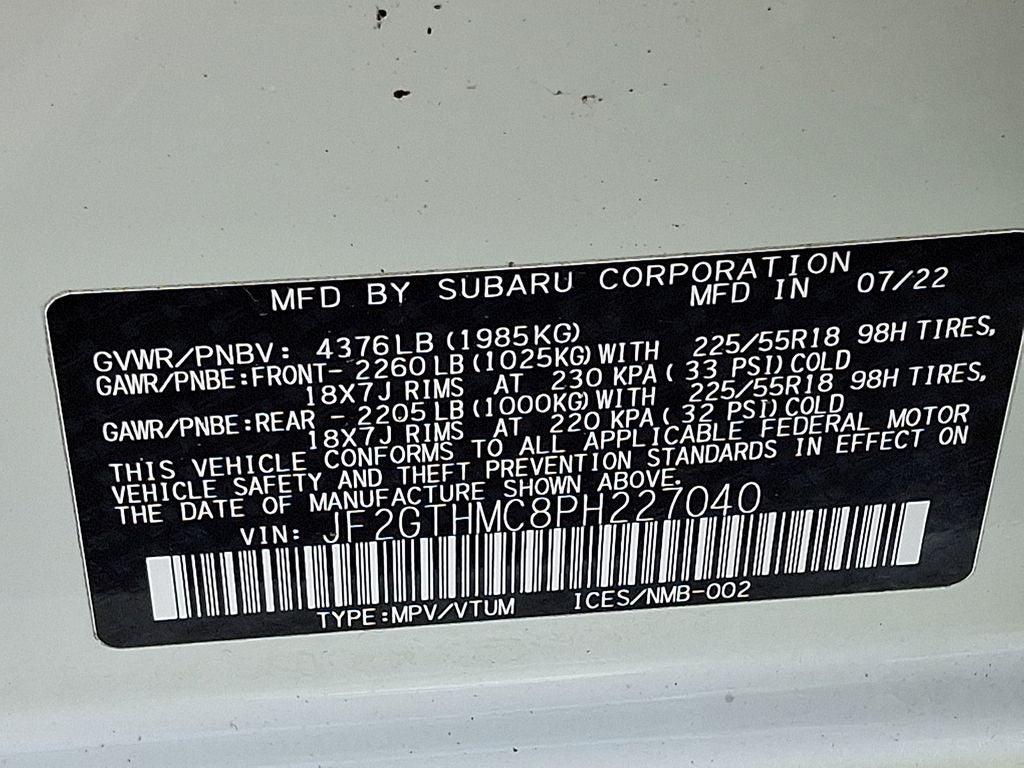 MFD BY SUBARU CORPORATION
MFD IN 07/22
GVWR/PNBV: 4376LB (1985KG)
GAWR/PNBE:FRONT- 2260LB (1025KG)WITH 225/55R18 98H TIRES,
18X7J RIMS AT 230 KPA( 33 PSI)COLD
GAWR/PNBE:REAR - 2205LB (1000KG)WITH 225/55R18 98H TIRES,
18X7J RIMS AT 220 KPA( 32 PSI)COLD
THIS VEHICLE CONFORMS TO ALL APPLICABLE FEDERAL MOTOR
VEHICLE SAFETY AND THEFT PREVENTION STANDARDS IN EFFECT ON
THE DATE OF MANUFACTURE SHOWN ABOVE.
VIN: JF2GTHMC8PH227040
TYPE:MPV/VTUM ICES/NMB-002